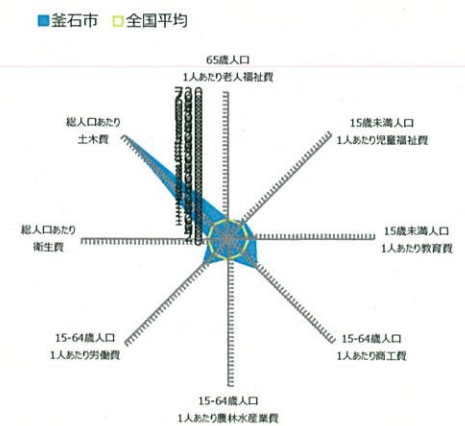 釜石市 全国平均
65歳人口
1人あたり老人福祉費
15歳未満人口
1人あたり児童福祉費
15歳未満人口
1人あたり教育費
15-64歳人口
1人あたり商工費
15-64歳人口
1人あたり農林水産業費
15-64歳人口
1人あたり労働費
総人口あたり
衛生費
総人口あたり
土木費